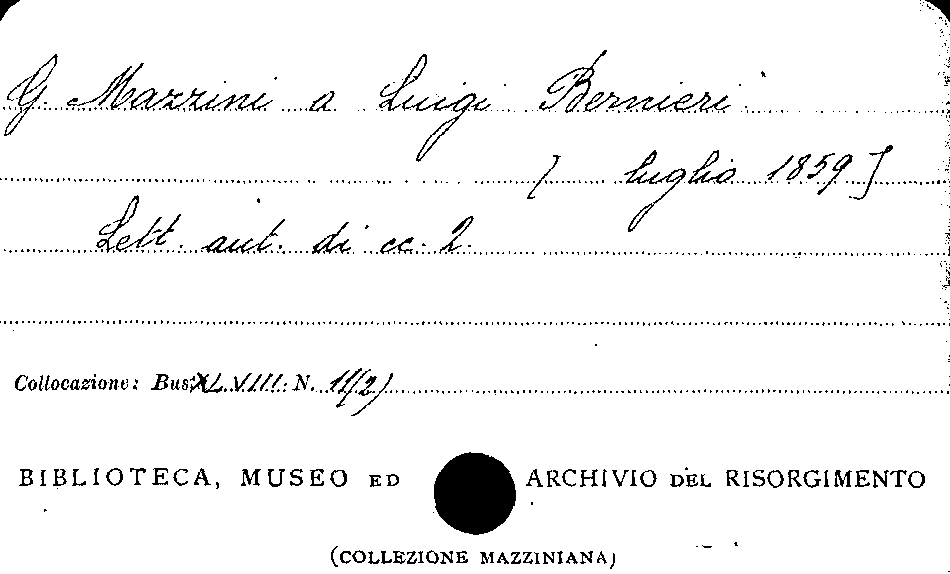 G. Mazzini a Luigi Bernieri.
[ luglio 1859]
Lett. aut. di cc. 2.
Collocazione: Bus. XLVIII. N. 11(2)
BIBLIOTECA, MUSEO ED ARCHIVIO DEL RISORGIMENTO
(COLLEZIONE MAZZINIANA)